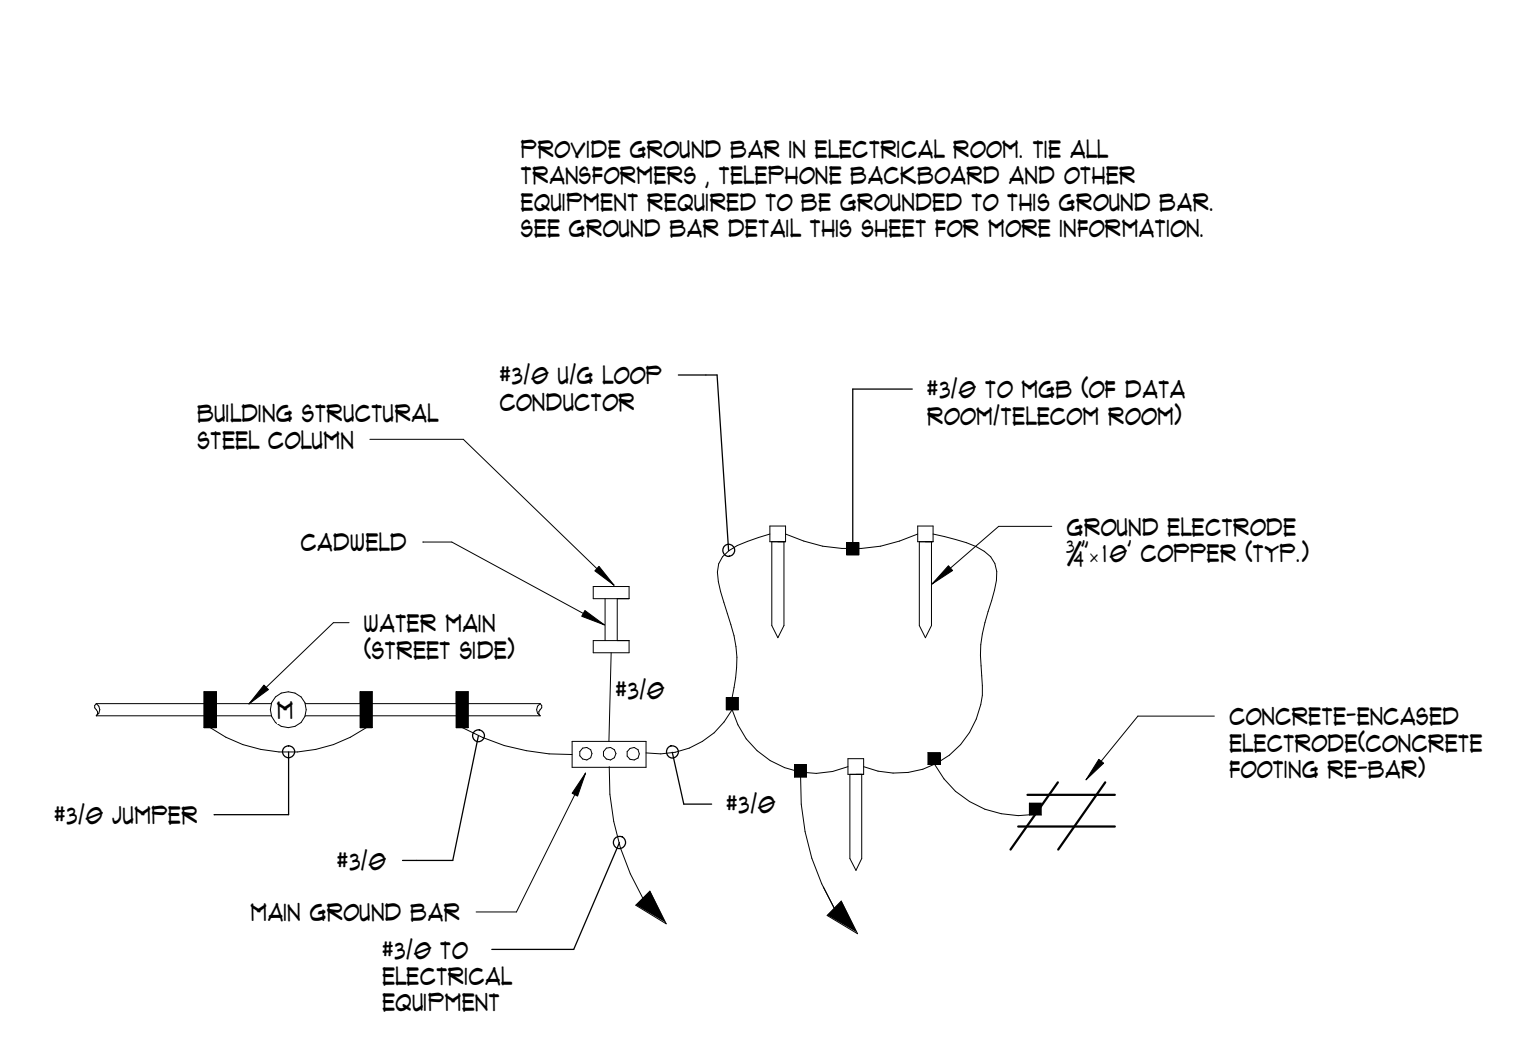 PROVIDE GROUND BAR IN ELECTRICAL ROOM. TIE ALL
TRANSFORMERS , TELEPHONE BACKBOARD AND OTHER
EQUIPMENT REQUIRED TO BE GROUNDED TO THIS GROUND BAR.
SEE GROUND BAR DETAIL THIS SHEET FOR MORE INFORMATION.
#3/0 U/G LOOP
CONDUCTOR
#3/0 TO MGB (OF DATA
ROOM/TELECOM ROOM)
BUILDING STRUCTURAL
STEEL COLUMN
CADWELD
GROUND ELECTRODE
3/4"x10' COPPER (TYP.)
WATER MAIN
(STREET SIDE)
#3/0
M
CONCRETE-ENCASED
ELECTRODE(CONCRETE
FOOTING RE-BAR)
#3/0 JUMPER
#3/0
#3/0
MAIN GROUND BAR
#3/0 TO
ELECTRICAL
EQUIPMENT